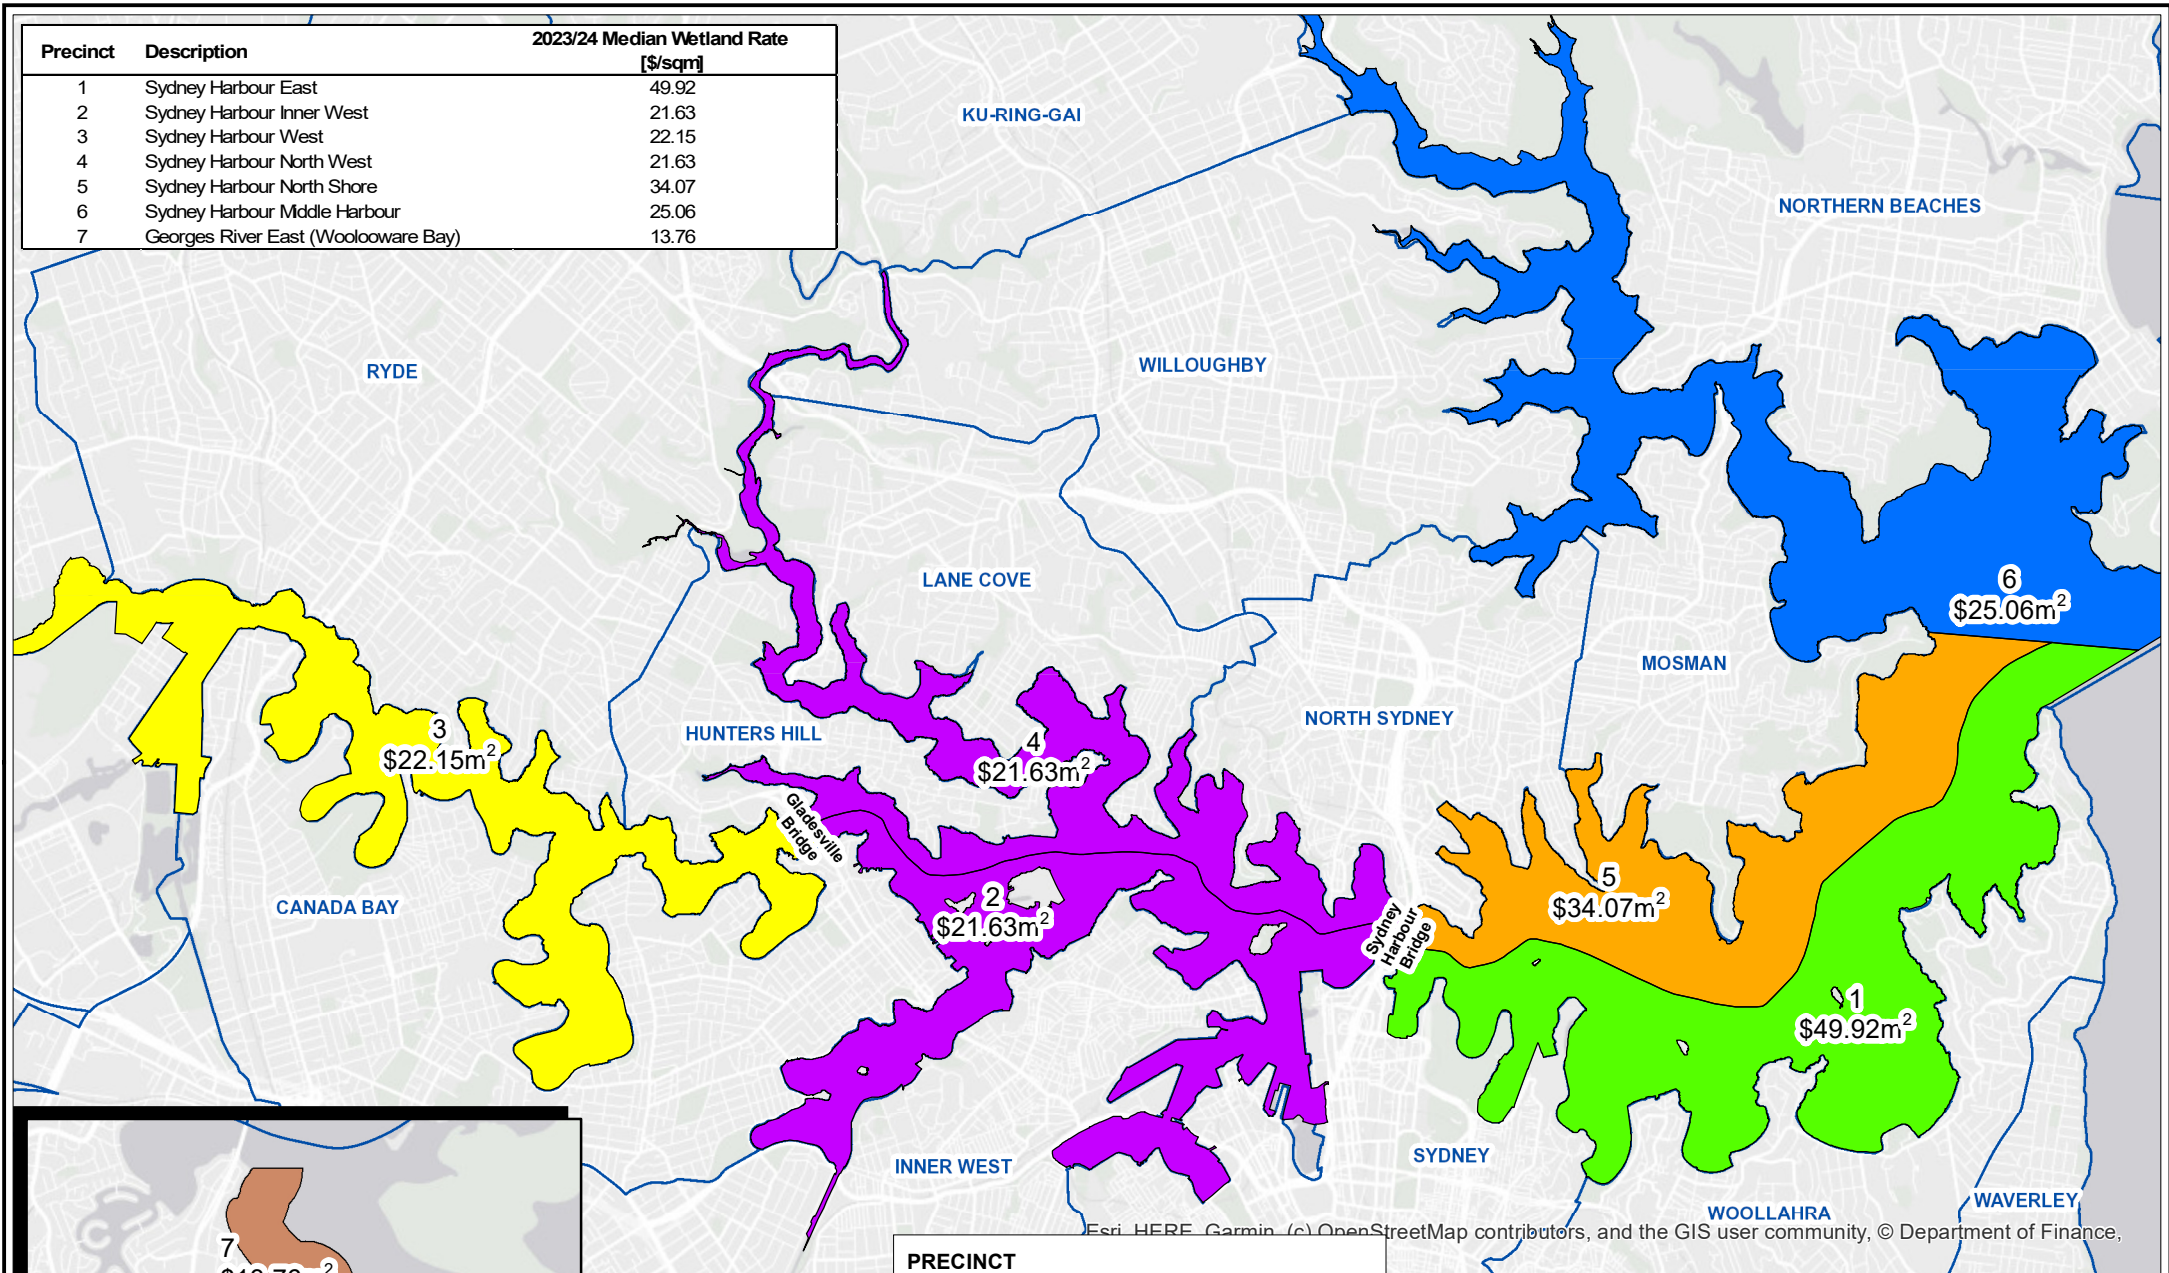 Precinct Description 2023/24 Median Wetland Rate [$/sqm]
1 Sydney Harbour East 49.92
2 Sydney Harbour Inner West 21.63
3 Sydney Harbour West 22.15
4 Sydney Harbour North West 21.63
5 Sydney Harbour North Shore 34.07
6 Sydney Harbour Middle Harbour 25.06
7 Georges River East (Woolooware Bay) 13.76
KU-RING-GAI
NORTHERN BEACHES
RYDE
WILLOUGHBY
LANE COVE
6
$25.06m²
MOSMAN
NORTH SYDNEY
HUNTERS HILL
3
$22.15m²
4
$21.63m²
Gladesville
Bridge
5
$34.07m²
2
$21.63m²
CANADA BAY
Sydney
Harbour
Bridge
1
$49.92m²
SYDNEY
INNER WEST
WAVERLEY
WOOLLAHRA
Esri, HERE, Garmin, (c) OpenStreetMap contributors, and the GIS user community, © Department of Finance,
7
$13.76m²
PRECINCT